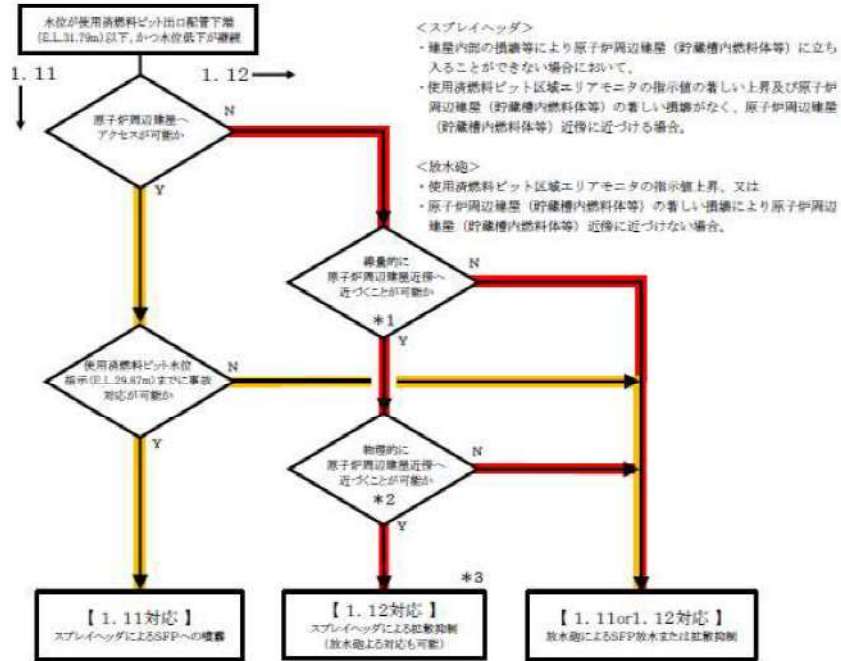 水位が使用済燃料ピット出口配管下端
(E.L.31.79m)以下、かつ水位低下が継続
1.11
1.12
原子炉周辺建屋へ
アクセスが可能か
N
Y
<スプレイヘッダ>
・建屋内部の損壊等により原子炉周辺建屋(貯蔵槽内燃料体等)に立ち
入ることができない場合において、
・使用済燃料ピット区域エリアモニタの指示値の著しい上昇及び原子炉
周辺建屋(貯蔵槽内燃料体等)の著しい損壊がなく、原子炉周辺建屋
(貯蔵槽内燃料体等)近傍に近づける場合。
<放水砲>
・使用済燃料ピット区域エリアモニタの指示値上昇、又は
・原子炉周辺建屋(貯蔵槽内燃料体等)の著しい損壊により原子炉周辺
建屋(貯蔵槽内燃料体等)近傍に近づけない場合。
線量的に
原子炉周辺建屋近傍へ
近づくことが可能か
*1
N
Y
使用済燃料ピット水位
指示(E.L.29.87m)までに事故
対応が可能か
N
Y
物理的に
原子炉周辺建屋近傍へ
近づくことが可能か
*2
N
Y
*3
【 1.11対応 】
スプレイヘッダによるSFPへの噴霧
【 1.12対応 】
スプレイヘッダによる拡散抑制
(放水砲よる対応も可能)
【 1.11or1.12対応 】
放水砲によるSFP放水または拡散抑制